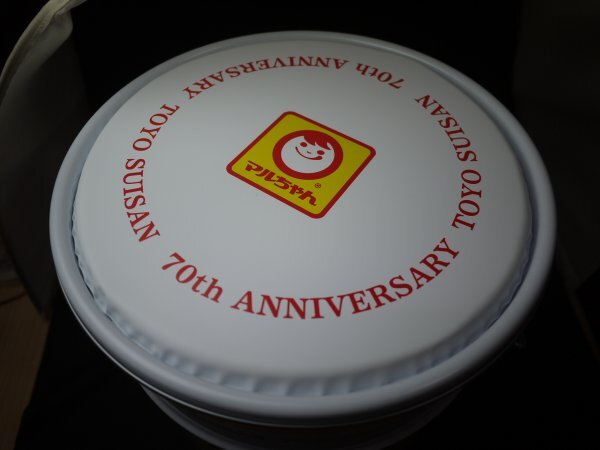 マルちゃん
®
70th ANNIVERSARY TOYO SUISAN 70th ANNIVERSARY TOYO SUISAN